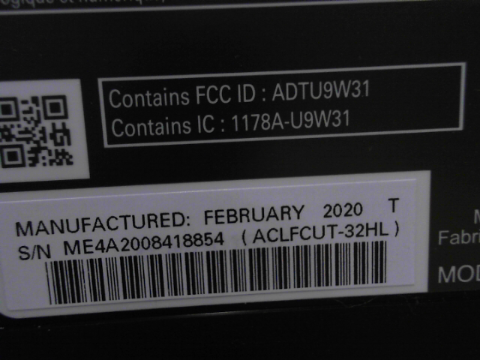 Contains FCC ID : ADTU9W31
Contains IC : 1178A-U9W31
MANUFACTURED: FEBRUARY 2020 T
S/N ME4A2008418854 (ACLFCUT-32HL)
Fabri
MOD